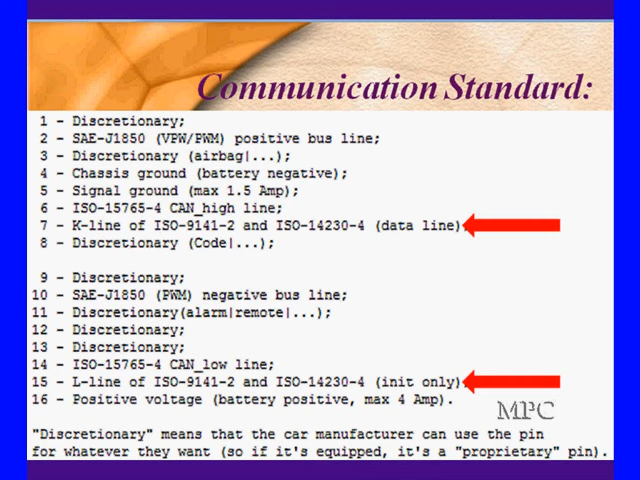 Communication Standard:
1 - Discretionary;
2 - SAE-J1850 (VPW/PWM) positive bus line;
3 - Discretionary (airbag|...);
4 - Chassis ground (battery negative);
5 - Signal ground (max 1.5 Amp);
6 - ISO-15765-4 CAN_high line;
7 - K-line of ISO-9141-2 and ISO-14230-4 (data line)
8 - Discretionary (Code|...);
9 - Discretionary;
10 - SAE-J1850 (PWM) negative bus line;
11 - Discretionary(alarm|remote|...);
12 - Discretionary;
13 - Discretionary;
14 - ISO-15765-4 CAN_low line;
15 - L-line of ISO-9141-2 and ISO-14230-4 (init only)
16 - Positive voltage (battery positive, max 4 Amp).
MPC
"Discretionary" means that the car manufacturer can use the pin
for whatever they want (so if it's equipped, it's a "proprietary" pin).